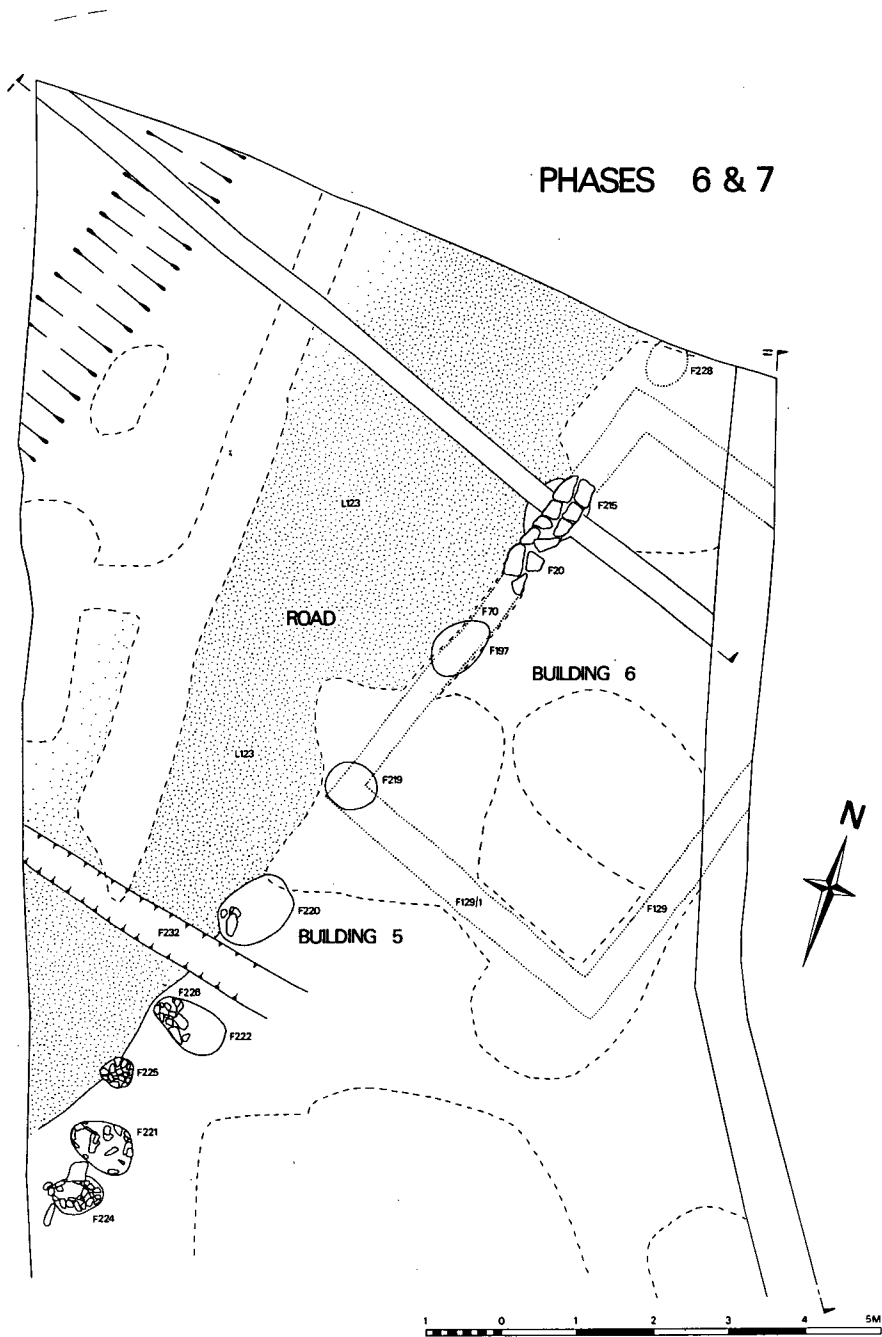 PHASES 6 & 7
F228
L123
F215
F20
ROAD
F70
F197
BUILDING 6
L123
F219
N
F129/1
F129
F220
F232
BUILDING 5
F226
F222
F225
F221
F224
1 0 1 2 3 4 5M